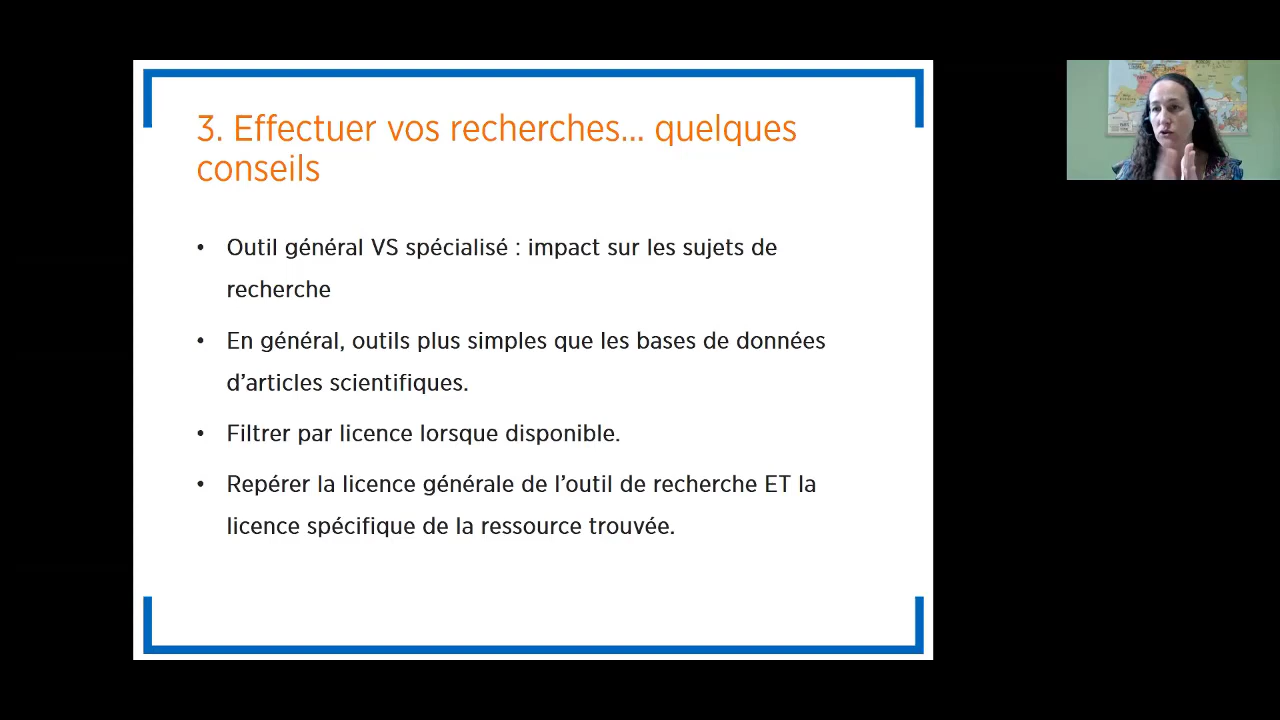 3. Effectuer vos recherches... quelques
conseils
• Outil général VS spécialisé : impact sur les sujets de
recherche
• En général, outils plus simples que les bases de données
d’articles scientifiques.
• Filtrer par licence lorsque disponible.
• Repérer la licence générale de l’outil de recherche ET la
licence spécifique de la ressource trouvée.